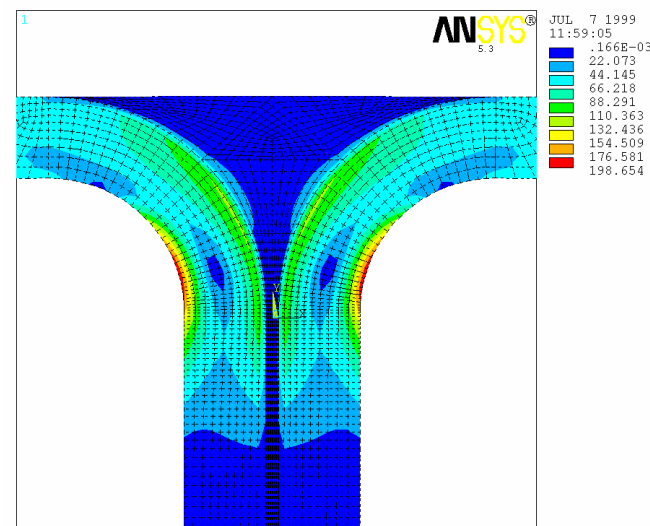 1
ANSYS®
5.3
JUL 7 1999
11:59:05
.166E-03
22.073
44.145
66.218
88.291
110.363
132.436
154.509
176.581
198.654
Y
X